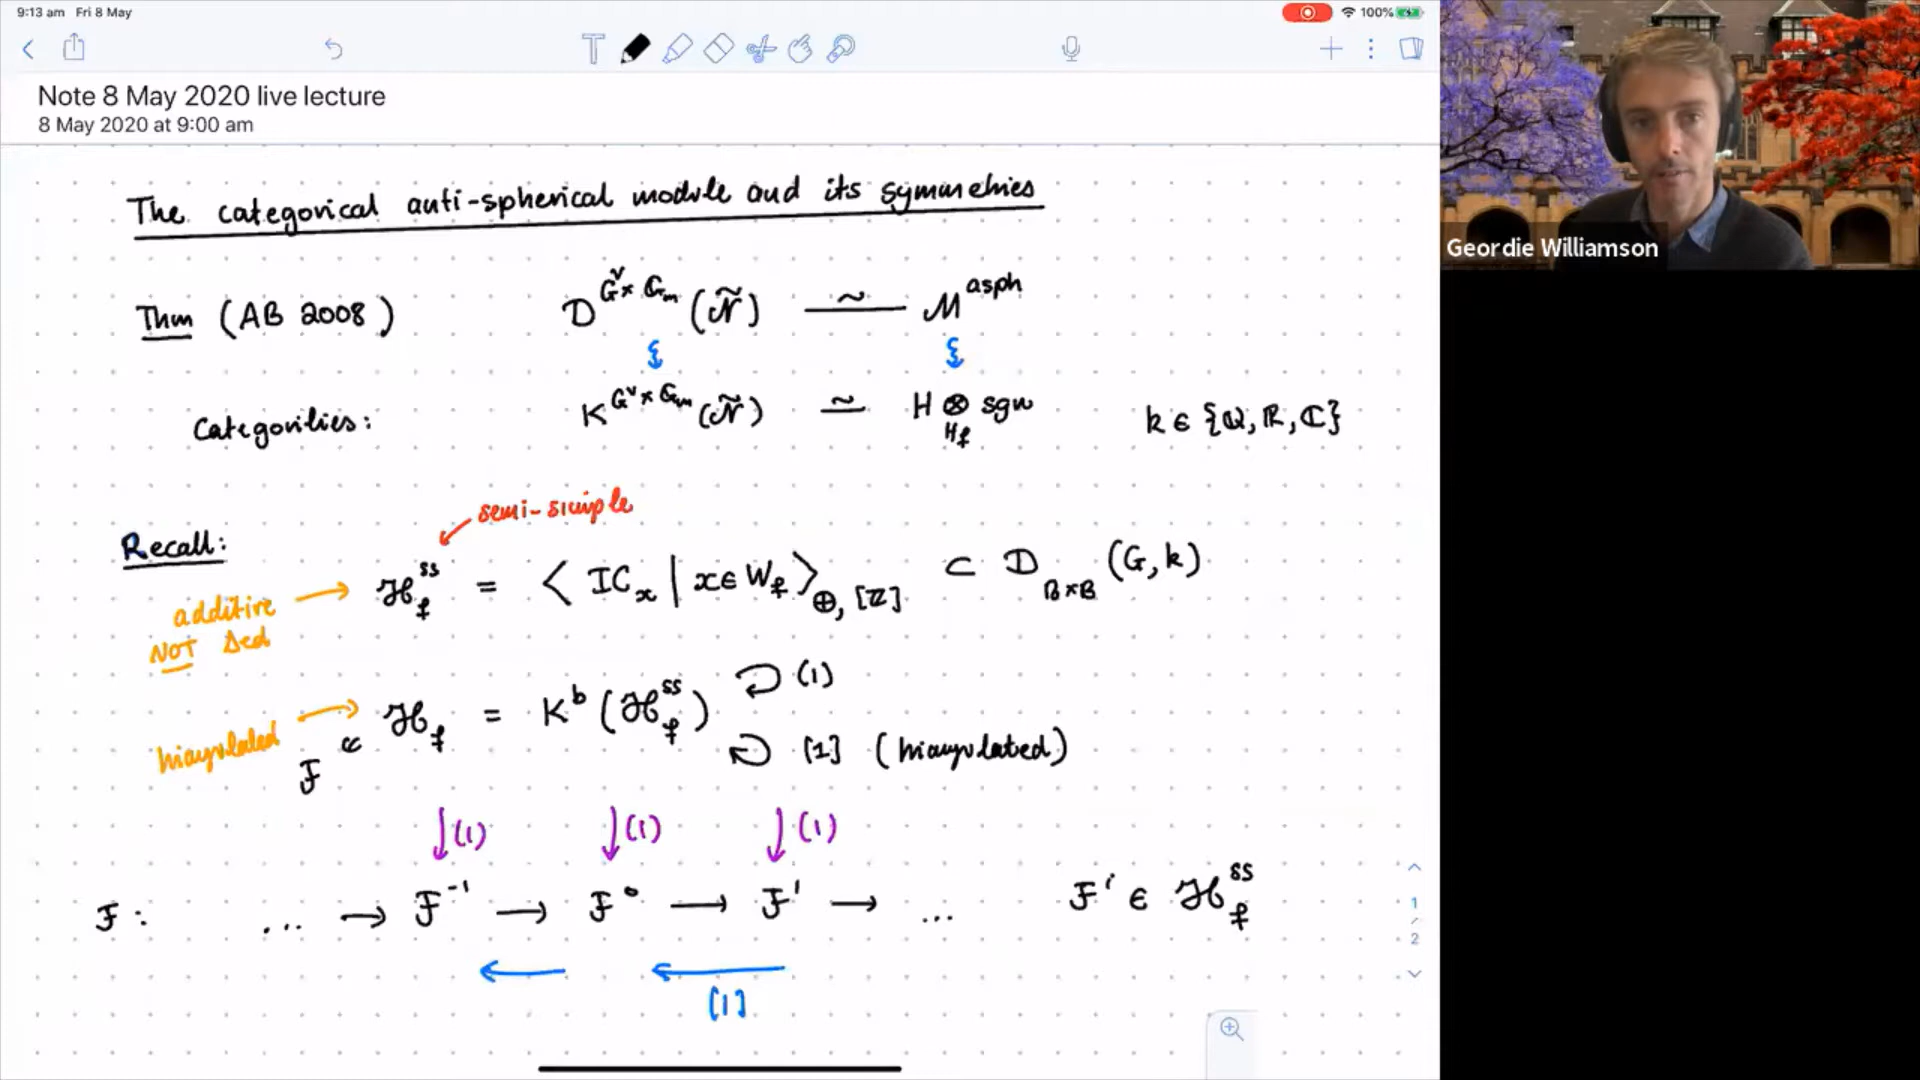 9:13 am Fri 8 May
100%
Note 8 May 2020 live lecture
8 May 2020 at 9:00 am
Geordie Williamson
The categorical anti-spherical module and its symmetries
Thm (AB 2008) D^{G^∨ × G_m}(Ñ) ~ M^{asph}
Categorifies: K^{G^∨ × G_m}(Ñ) ≃ H ⊗_{H_f} sgn k ∈ {Q, R, C}
semi-simple
Recall:
additive NOT Δed → ℋ_f^{ss} = ⟨ IC_x | x ∈ W_f ⟩_{⊕, [Z]} ⊂ D_{B×B}(G, k)
triangulated → ℋ_f = K^b(ℋ_f^{ss}) (1)
[1] (triangulated)
F ∈
↓(1) ↓(1) ↓(1)
F: ... → F^{-1} → F^0 → F^1 → ... F^i ∈ ℋ_f^{ss}
← ←
[1]
1
2